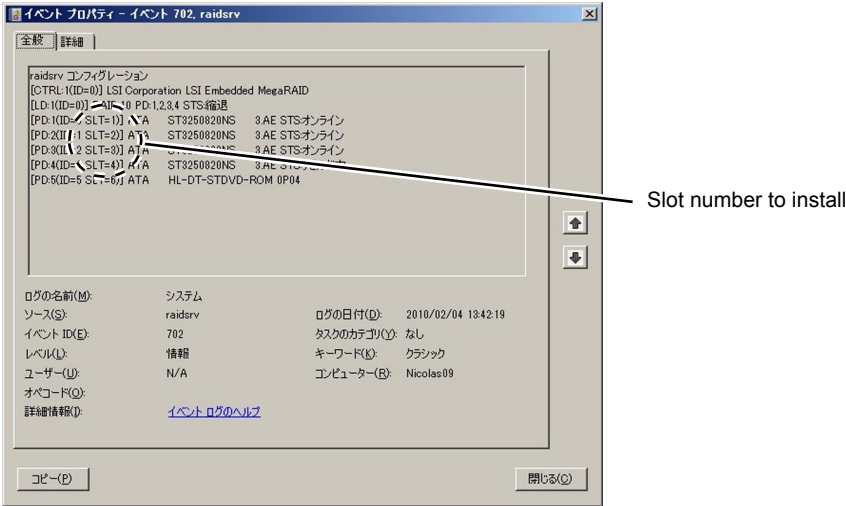 イベント プロパティ - イベント 702, raidsrv
全般 詳細
raidsrv コンフィグレーション
[CTRL:1(ID=0)] LSI Corporation LSI Embedded MegaRAID
[LD:1(ID=0)] RAID 10 PD:1,2,3,4 STS:縮退
[PD:1(ID= SLT=1)] ATA ST3250820NS 3.AE STS:オンライン
[PD:2(ID=1 SLT=2)] ATA ST3250820NS 3.AE STS:オンライン
[PD:3(ID=2 SLT=3)] ATA ST3250820NS 3.AE STS:オンライン
[PD:4(ID= SLT=4)] ATA ST3250820NS 3.AE
[PD:5(ID=5 SLT=6)] ATA HL-DT-STDVD-ROM 0P04
Slot number to install
ログの名前(M): システム
ソース(S): raidsrv ログの日付(D): 2010/02/04 13:42:19
イベント ID(E): 702 タスクのカテゴリ(Y): なし
レベル(L): 情報 キーワード(K): クラシック
ユーザー(U): N/A コンピューター(R): Nicolas09
オペコード(O):
詳細情報(I): イベント ログのヘルプ
コピー(P) 閉じる(C)